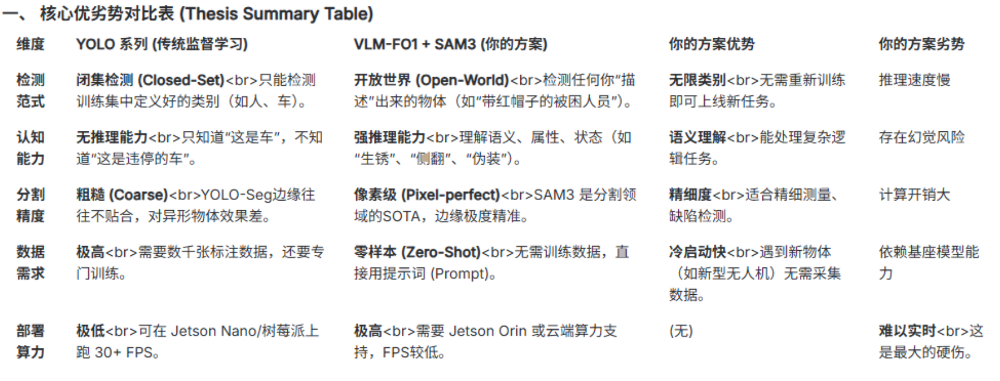 一、 核心优劣势对比表 (Thesis Summary Table)
维度 YOLO 系列 (传统监督学习) VLM-FO1 + SAM3 (你的方案) 你的方案优势 你的方案劣势
检测 闭集检测 (Closed-Set)<br>只能检测 开放世界 (Open-World)<br>检测任何你“描 无限类别<br>无需重新训练 推理速度慢
范式 训练集中定义好的类别（如人、车）。 述”出来的物体（如“带红帽子的被困人员”）。 即可上线新任务。
认知 无推理能力<br>只知道“这是车”，不知 强推理能力<br>理解语义、属性、状态（如 语义理解<br>能处理复杂逻 存在幻觉风险
能力 道“这是违停的车”。 “生锈”、“侧翻”、“伪装”）。 辑任务。
分割 粗糙 (Coarse)<br>YOLO-Seg边缘往 像素级 (Pixel-perfect)<br>SAM3 是分割领 精细度<br>适合精细测量、 计算开销大
精度 往不贴合，对异形物体效果差。 域的SOTA，边缘极度精准。 缺陷检测。
数据 极高<br>需要数千张标注数据，还要专 零样本 (Zero-Shot)<br>无需训练数据，直 冷启动快<br>遇到新物体 依赖基座模型能
需求 门训练。 接用提示词 (Prompt)。 （如新型无人机）无需采集 力
数据。
部署 极低<br>可在 Jetson Nano/树莓派上 极高<br>需要 Jetson Orin 或云端算力支 (无) 难以实时<br>这
算力 跑 30+ FPS。 持，FPS较低。 是最大的硬伤。